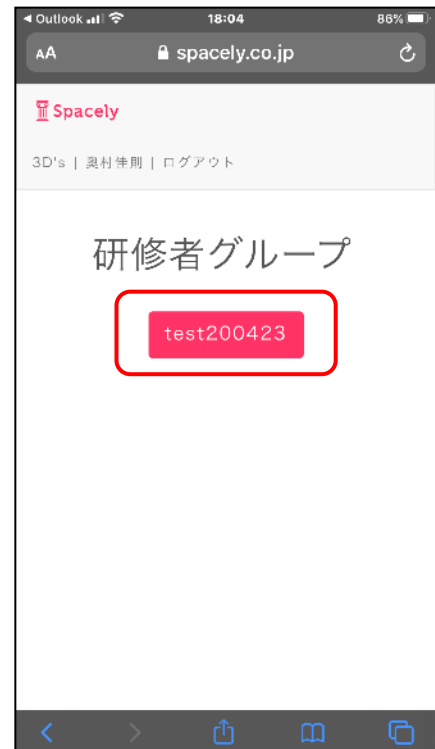 ◀ Outlook 18:04 86%
AA spacely.co.jp
Spacely
3D's | 奥村佳則 | ログアウト
研修者グループ
test200423